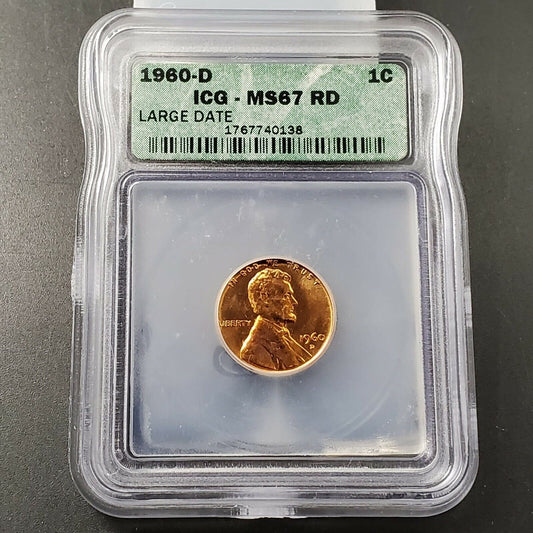 1960-D 1C
ICG - MS67 RD
LARGE DATE
1767740138
IN GOD WE TRUST
LIBERTY
1960
D